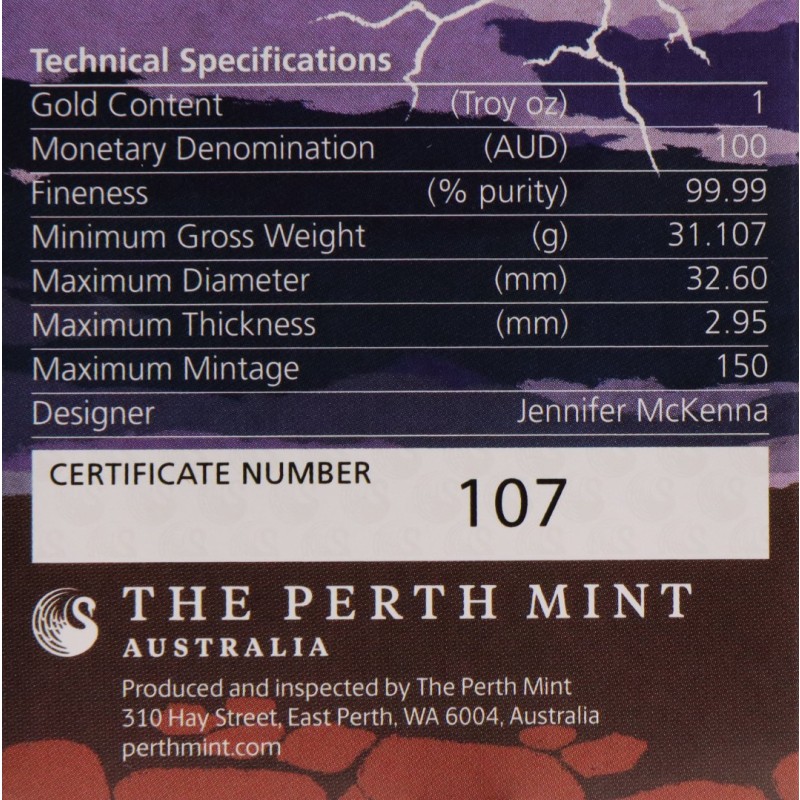 Technical Specifications
Gold Content (Troy oz) 1
Monetary Denomination (AUD) 100
Fineness (% purity) 99.99
Minimum Gross Weight (g) 31.107
Maximum Diameter (mm) 32.60
Maximum Thickness (mm) 2.95
Maximum Mintage 150
Designer Jennifer McKenna
CERTIFICATE NUMBER 107
THE PERTH MINT
AUSTRALIA
Produced and inspected by The Perth Mint
310 Hay Street, East Perth, WA 6004, Australia
perthmint.com